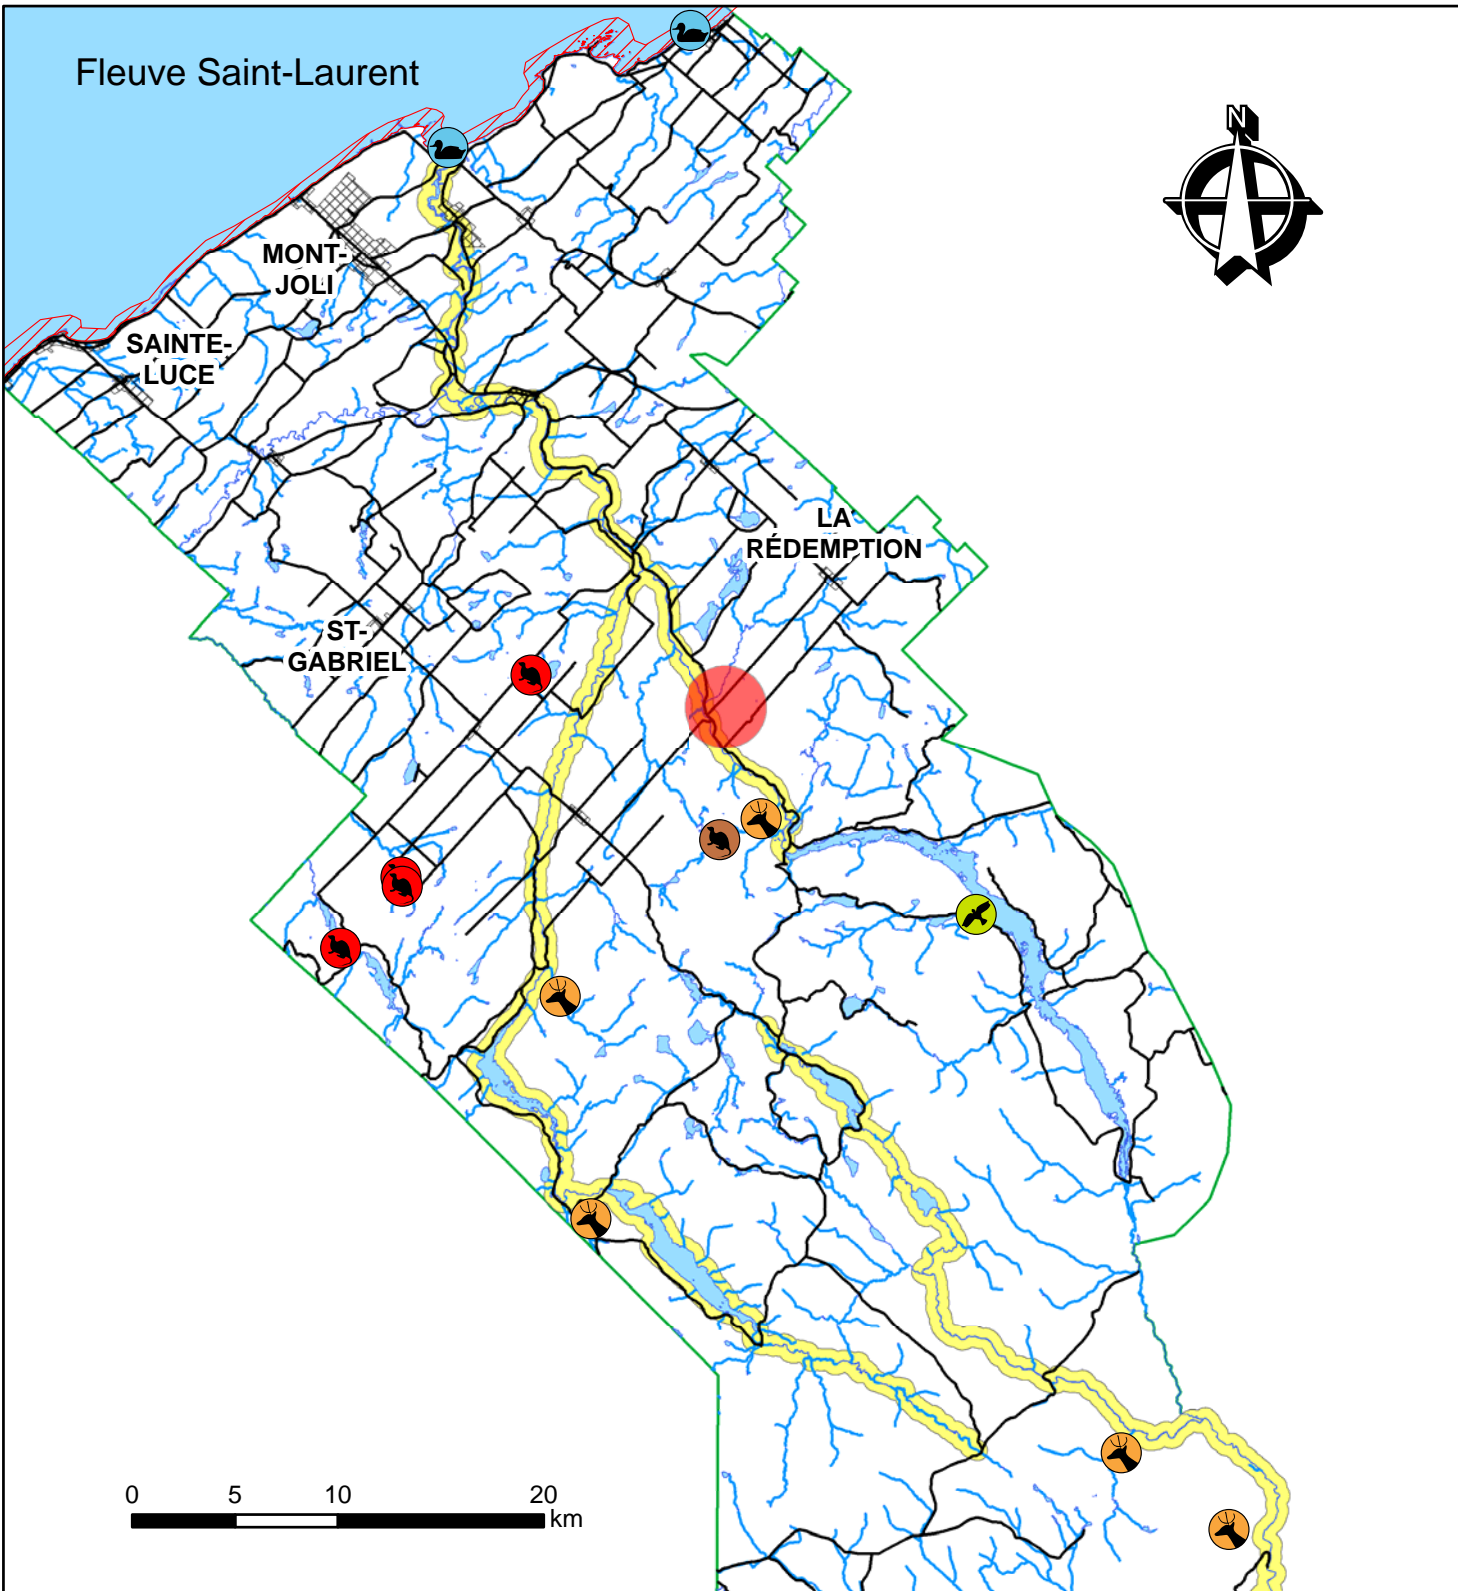 Fleuve Saint-Laurent
N
MONT-
JOLI
SAINTE-
LUCE
LA
RÉDEMPTION
ST-
GABRIEL
0 5 10 20
km